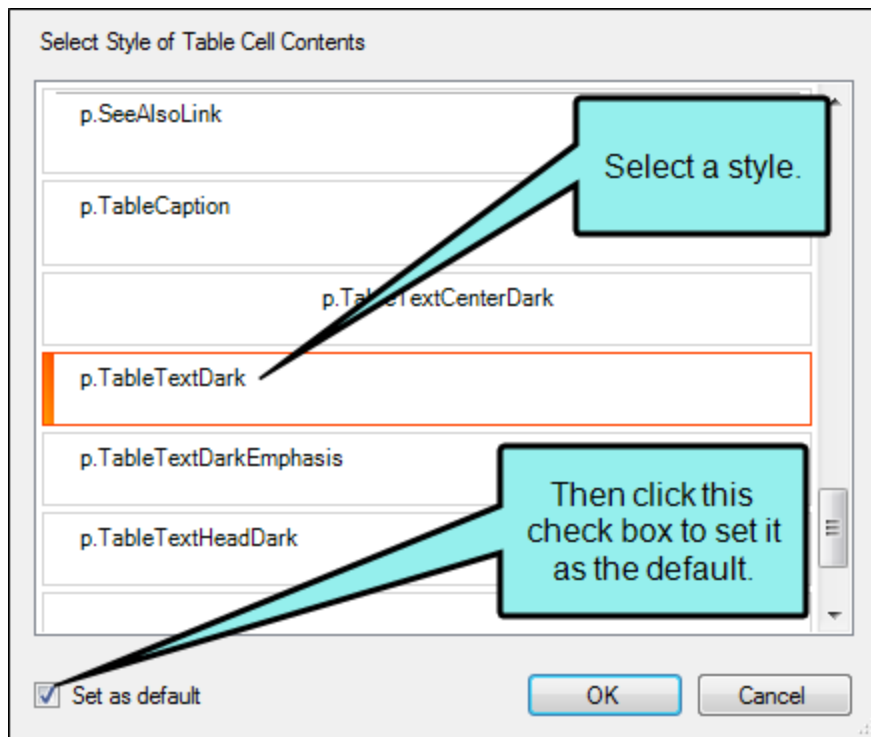 Select Style of Table Cell Contents
p.SeeAlsoLink
Select a style.
p.TableCaption
p.TableTextCenterDark
p.TableTextDark
p.TableTextDarkEmphasis
Then click this
check box to set it
as the default.
p.TableTextHeadDark
Set as default
OK
Cancel